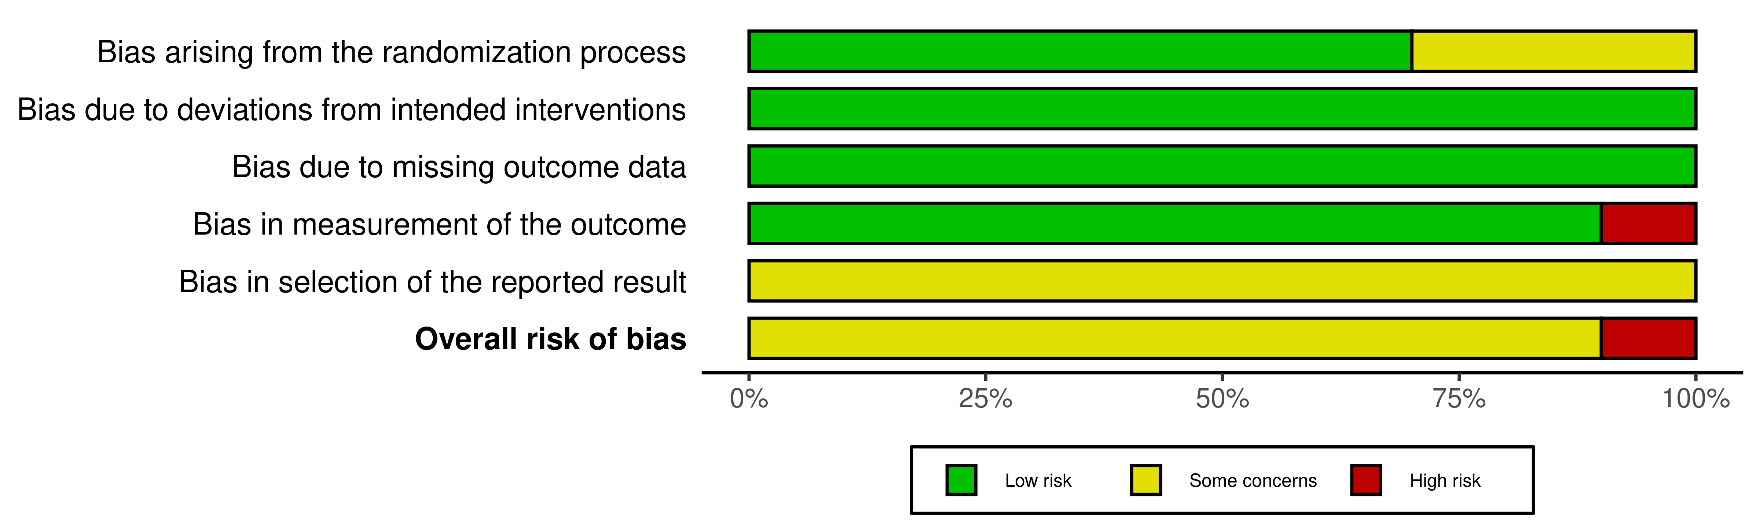 Bias arising from the randomization process
Bias due to deviations from intended interventions
Bias due to missing outcome data
Bias in measurement of the outcome
Bias in selection of the reported result
Overall risk of bias
0% 25% 50% 75% 100%
Low risk Some concerns High risk